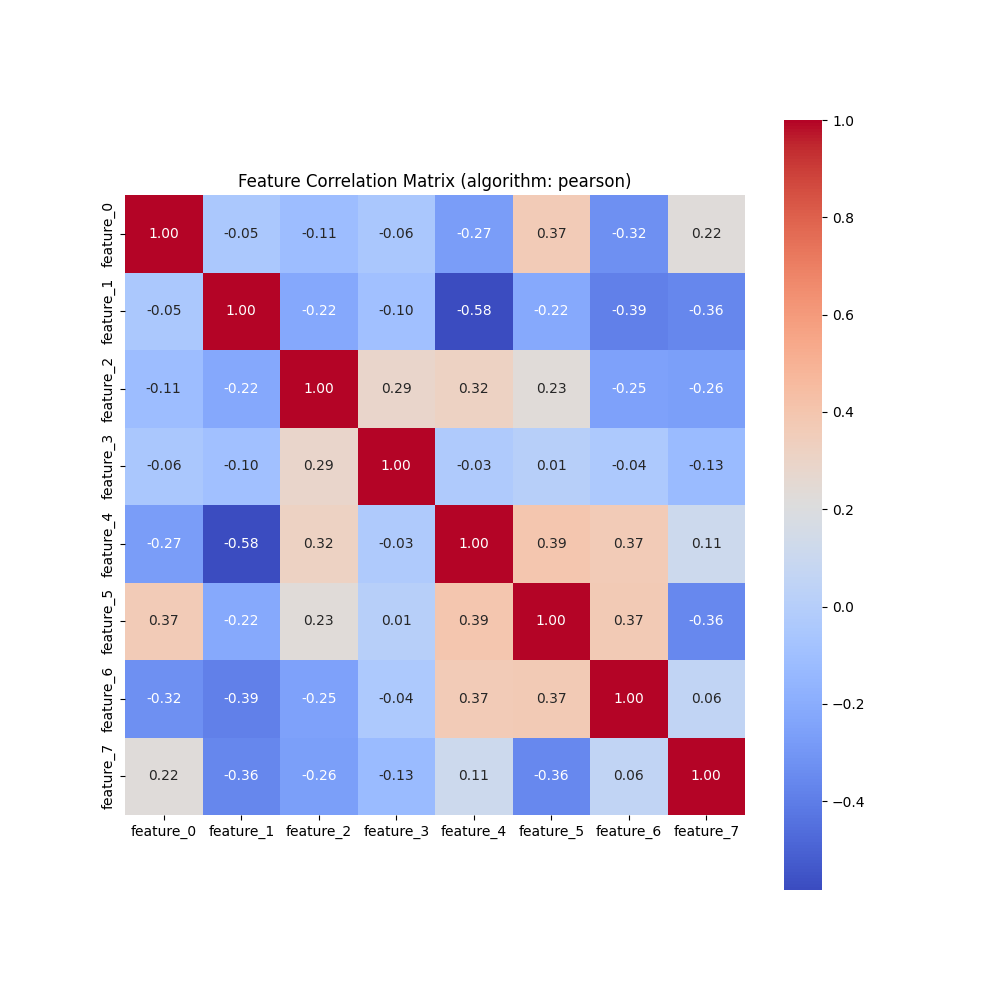 Feature Correlation Matrix (algorithm: pearson)
feature_0 1.00 -0.05 -0.11 -0.06 -0.27 0.37 -0.32 0.22
feature_1 -0.05 1.00 -0.22 -0.10 -0.58 -0.22 -0.39 -0.36
feature_2 -0.11 -0.22 1.00 0.29 0.32 0.23 -0.25 -0.26
feature_3 -0.06 -0.10 0.29 1.00 -0.03 0.01 -0.04 -0.13
feature_4 -0.27 -0.58 0.32 -0.03 1.00 0.39 0.37 0.11
feature_5 0.37 -0.22 0.23 0.01 0.39 1.00 0.37 -0.36
feature_6 -0.32 -0.39 -0.25 -0.04 0.37 0.37 1.00 0.06
feature_7 0.22 -0.36 -0.26 -0.13 0.11 -0.36 0.06 1.00
feature_0 feature_1 feature_2 feature_3 feature_4 feature_5 feature_6 feature_7
1.0
0.8
0.6
0.4
0.2
0.0
−0.2
−0.4